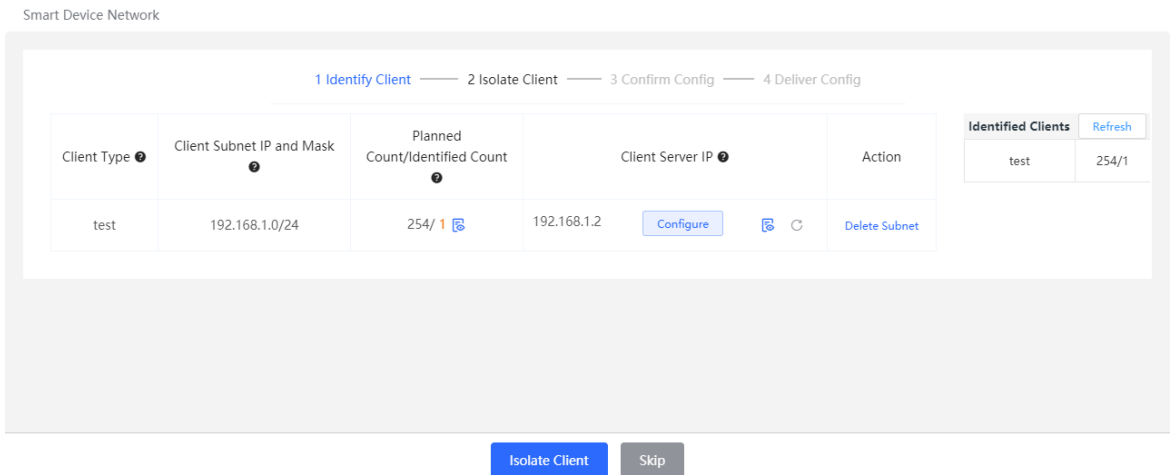 Smart Device Network
1 Identify Client
2 Isolate Client
3 Confirm Config
4 Deliver Config
Client Type
Client Subnet IP and Mask
Planned
Count/Identified Count
Client Server IP
Action
test
192.168.1.0/24
254/ 1
192.168.1.2
Configure
Delete Subnet
Identified Clients
Refresh
test
254/1
Isolate Client
Skip